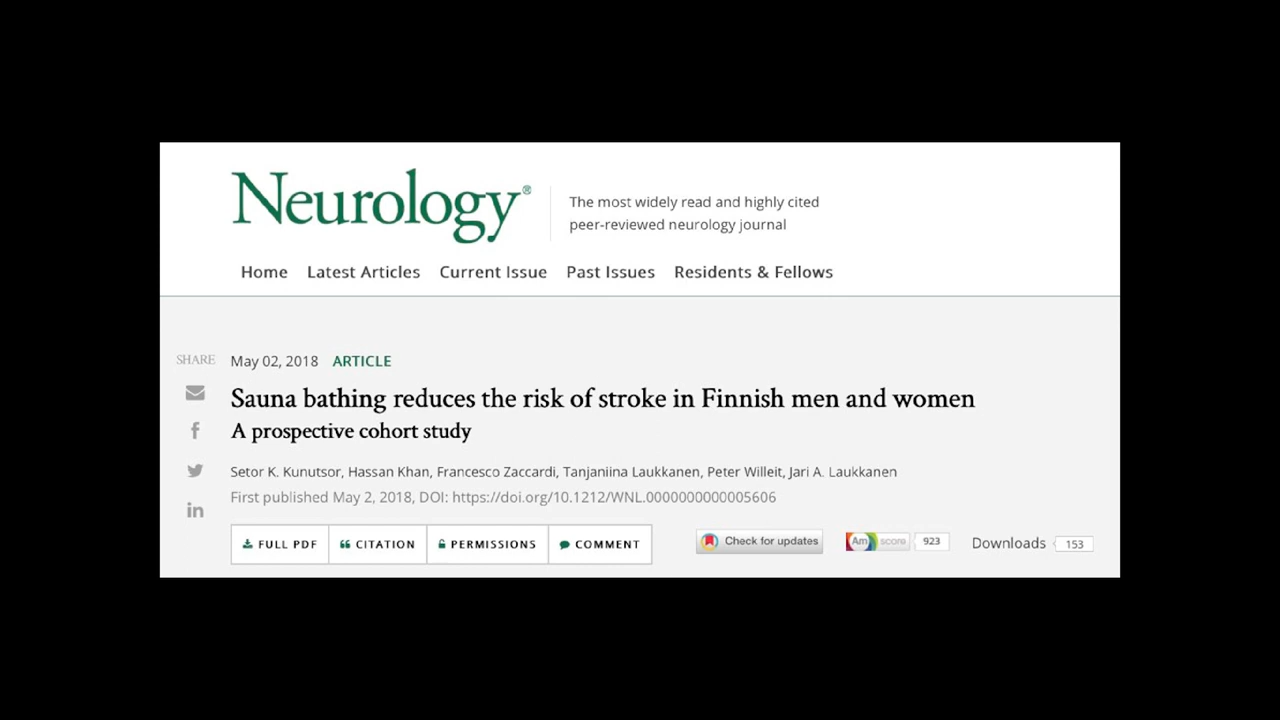 Neurology®
The most widely read and highly cited
peer-reviewed neurology journal
Home Latest Articles Current Issue Past Issues Residents & Fellows
SHARE May 02, 2018 ARTICLE
Sauna bathing reduces the risk of stroke in Finnish men and women
A prospective cohort study
Setor K. Kunutsor, Hassan Khan, Francesco Zaccardi, Tanjaniina Laukkanen, Peter Willeit, Jari A. Laukkanen
First published May 2, 2018, DOI: https://doi.org/10.1212/WNL.0000000000005606
FULL PDF CITATION PERMISSIONS COMMENT Check for updates Am score 923 Downloads 153